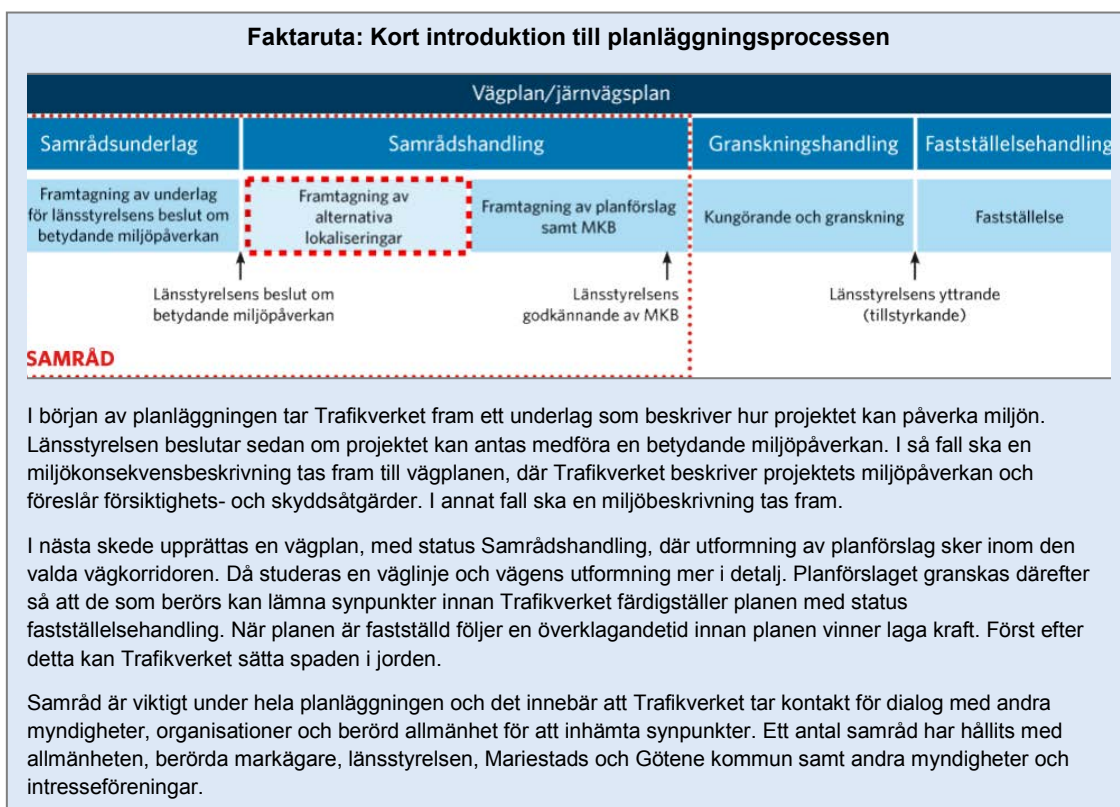 Faktaruta: Kort introduktion till planläggningsprocessen
Vägplan/järnvägsplan
Samrådsunderlag
Samrådshandling
Granskningshandling
Fastställelsehandling
Framtagning av underlag
för länsstyrelsens beslut om
betydande miljöpåverkan
Framtagning av
alternativa
lokaliseringar
Framtagning av planförslag
samt MKB
Kungörande och granskning
Fastställelse
Länsstyrelsens beslut om
betydande miljöpåverkan
Länsstyrelsens
godkännande av MKB
Länsstyrelsens yttrande
(tillstyrkande)
SAMRÅD
I början av planläggningen tar Trafikverket fram ett underlag som beskriver hur projektet kan påverka miljön.
Länsstyrelsen beslutar sedan om projektet kan antas medföra en betydande miljöpåverkan. I så fall ska en
miljökonsekvensbeskrivning tas fram till vägplanen, där Trafikverket beskriver projektets miljöpåverkan och
föreslår försiktighets- och skyddsåtgärder. I annat fall ska en miljöbeskrivning tas fram.
I nästa skede upprättas en vägplan, med status Samrådshandling, där utformning av planförslag sker inom den
valda vägkorridoren. Då studeras en väglinje och vägens utformning mer i detalj. Planförslaget granskas därefter
så att de som berörs kan lämna synpunkter innan Trafikverket färdigställer planen med status
fastställelsehandling. När planen är fastställd följer en överklagandetid innan planen vinner laga kraft. Först efter
detta kan Trafikverket sätta spaden i jorden.
Samråd är viktigt under hela planläggningen och det innebär att Trafikverket tar kontakt för dialog med andra
myndigheter, organisationer och berörd allmänhet för att inhämta synpunkter. Ett antal samråd har hållits med
allmänheten, berörda markägare, länsstyrelsen, Mariestads och Götene kommun samt andra myndigheter och
intresseföreningar.